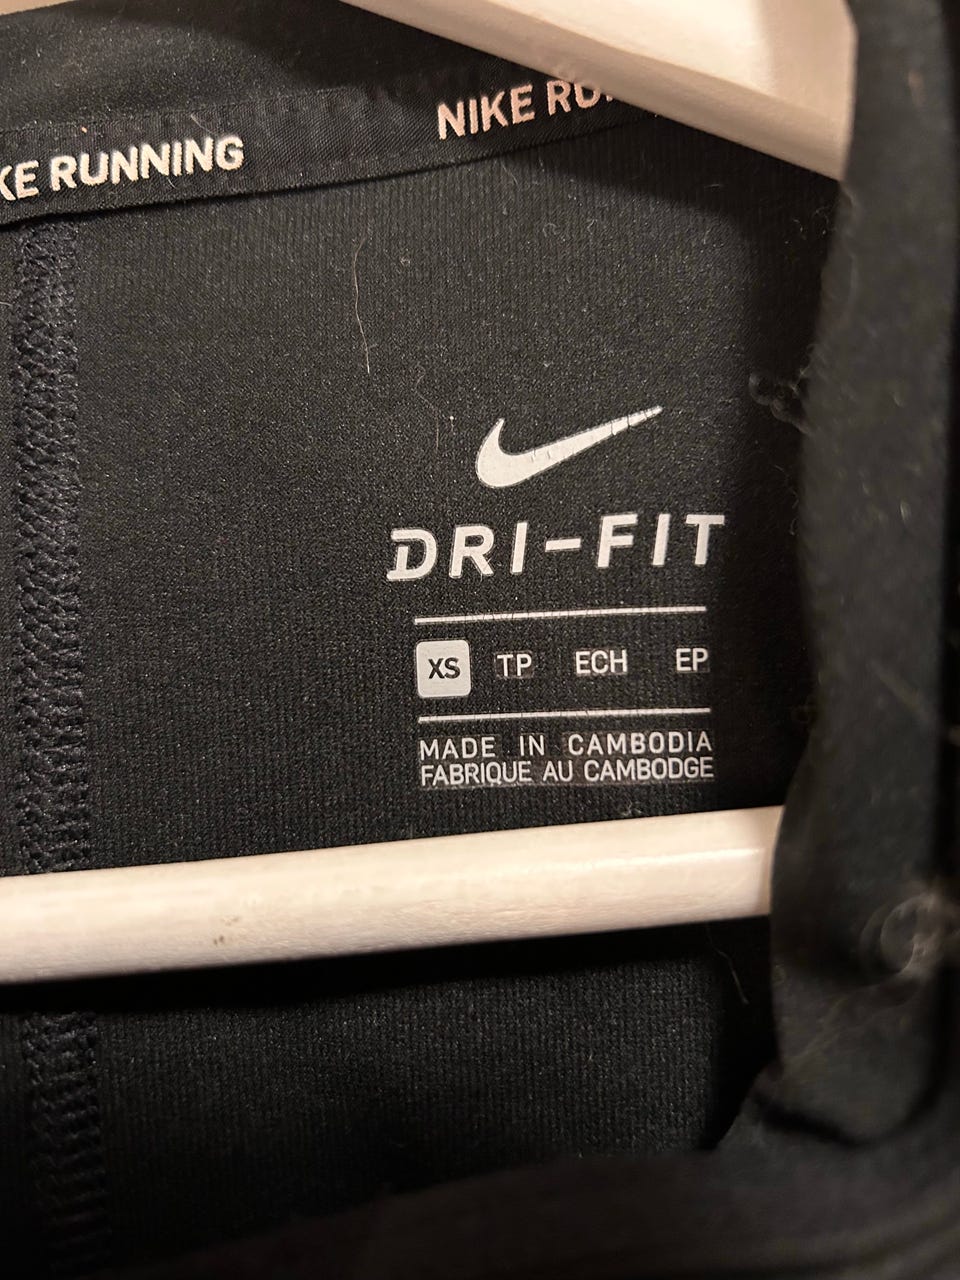 KE RUNNING
NIKE RU
DRI-FIT
XS TP ECH EP
MADE IN CAMBODIA
FABRIQUE AU CAMBODGE